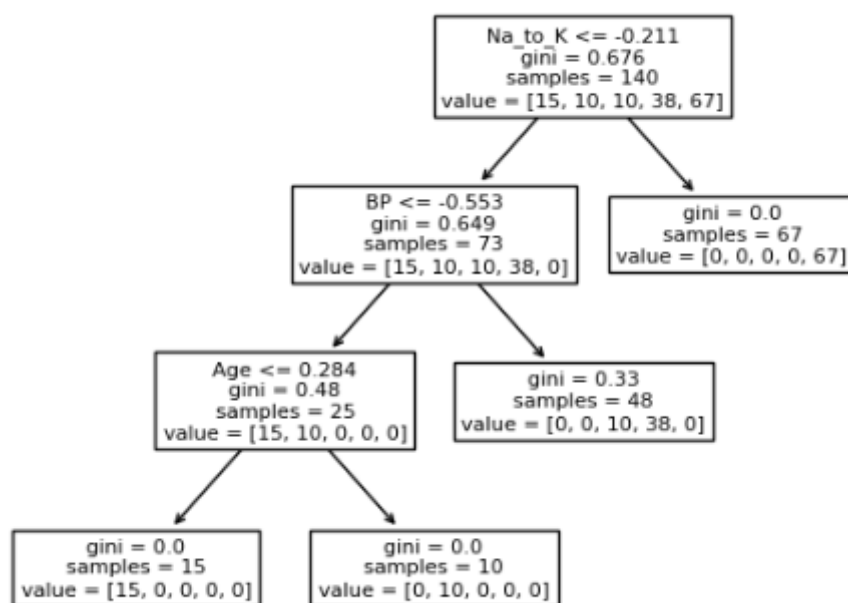 Na_to_K <= -0.211
gini = 0.676
samples = 140
value = [15, 10, 10, 38, 67]
BP <= -0.553
gini = 0.649
samples = 73
value = [15, 10, 10, 38, 0]
gini = 0.0
samples = 67
value = [0, 0, 0, 0, 67]
Age <= 0.284
gini = 0.48
samples = 25
value = [15, 10, 0, 0, 0]
gini = 0.33
samples = 48
value = [0, 0, 10, 38, 0]
gini = 0.0
samples = 15
value = [15, 0, 0, 0, 0]
gini = 0.0
samples = 10
value = [0, 10, 0, 0, 0]